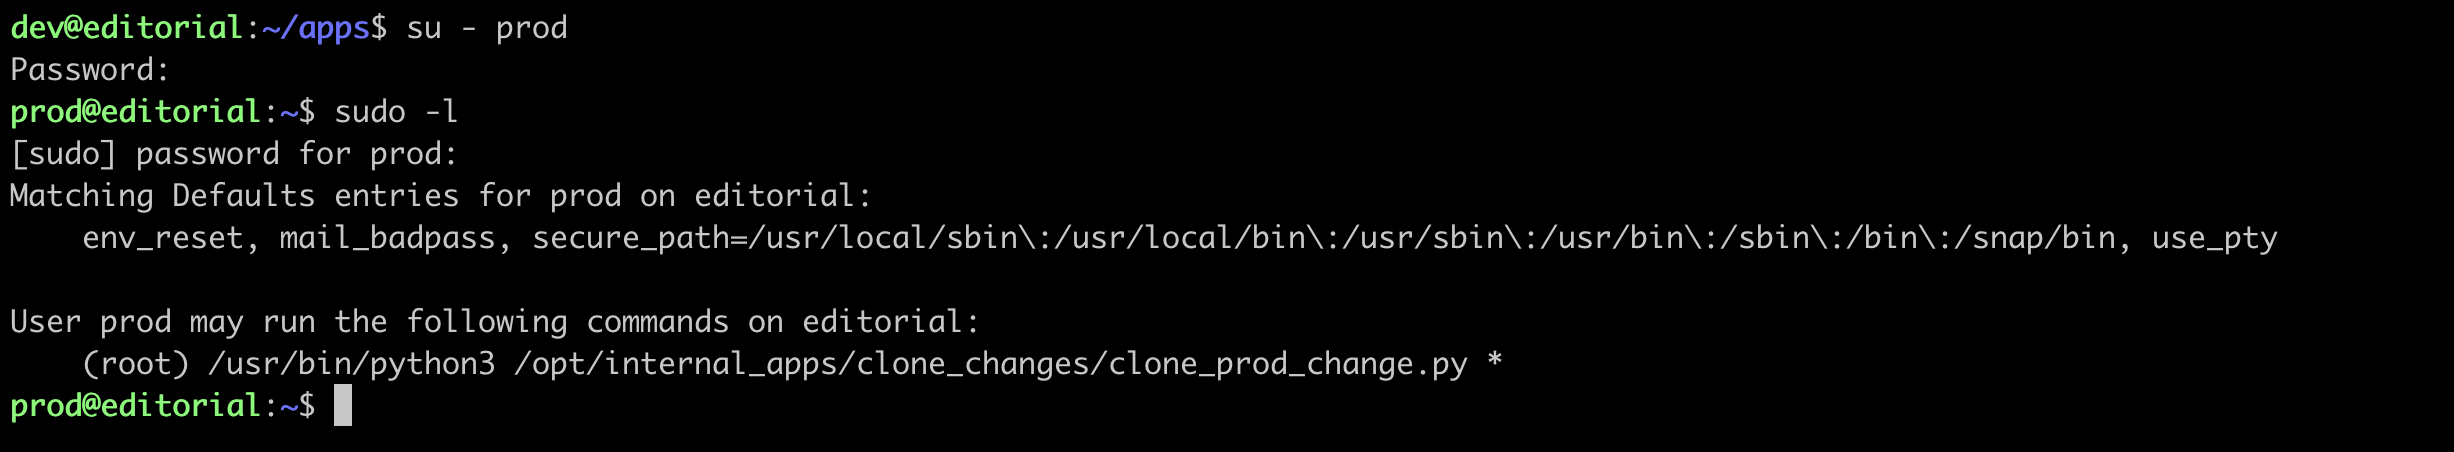 dev@editorial:~/apps$ su - prod
Password:
prod@editorial:~$ sudo -l
[sudo] password for prod:
Matching Defaults entries for prod on editorial:
    env_reset, mail_badpass, secure_path=/usr/local/sbin\:/usr/local/bin\:/usr/sbin\:/usr/bin\:/sbin\:/bin\:/snap/bin, use_pty

User prod may run the following commands on editorial:
    (root) /usr/bin/python3 /opt/internal_apps/clone_changes/clone_prod_change.py *
prod@editorial:~$